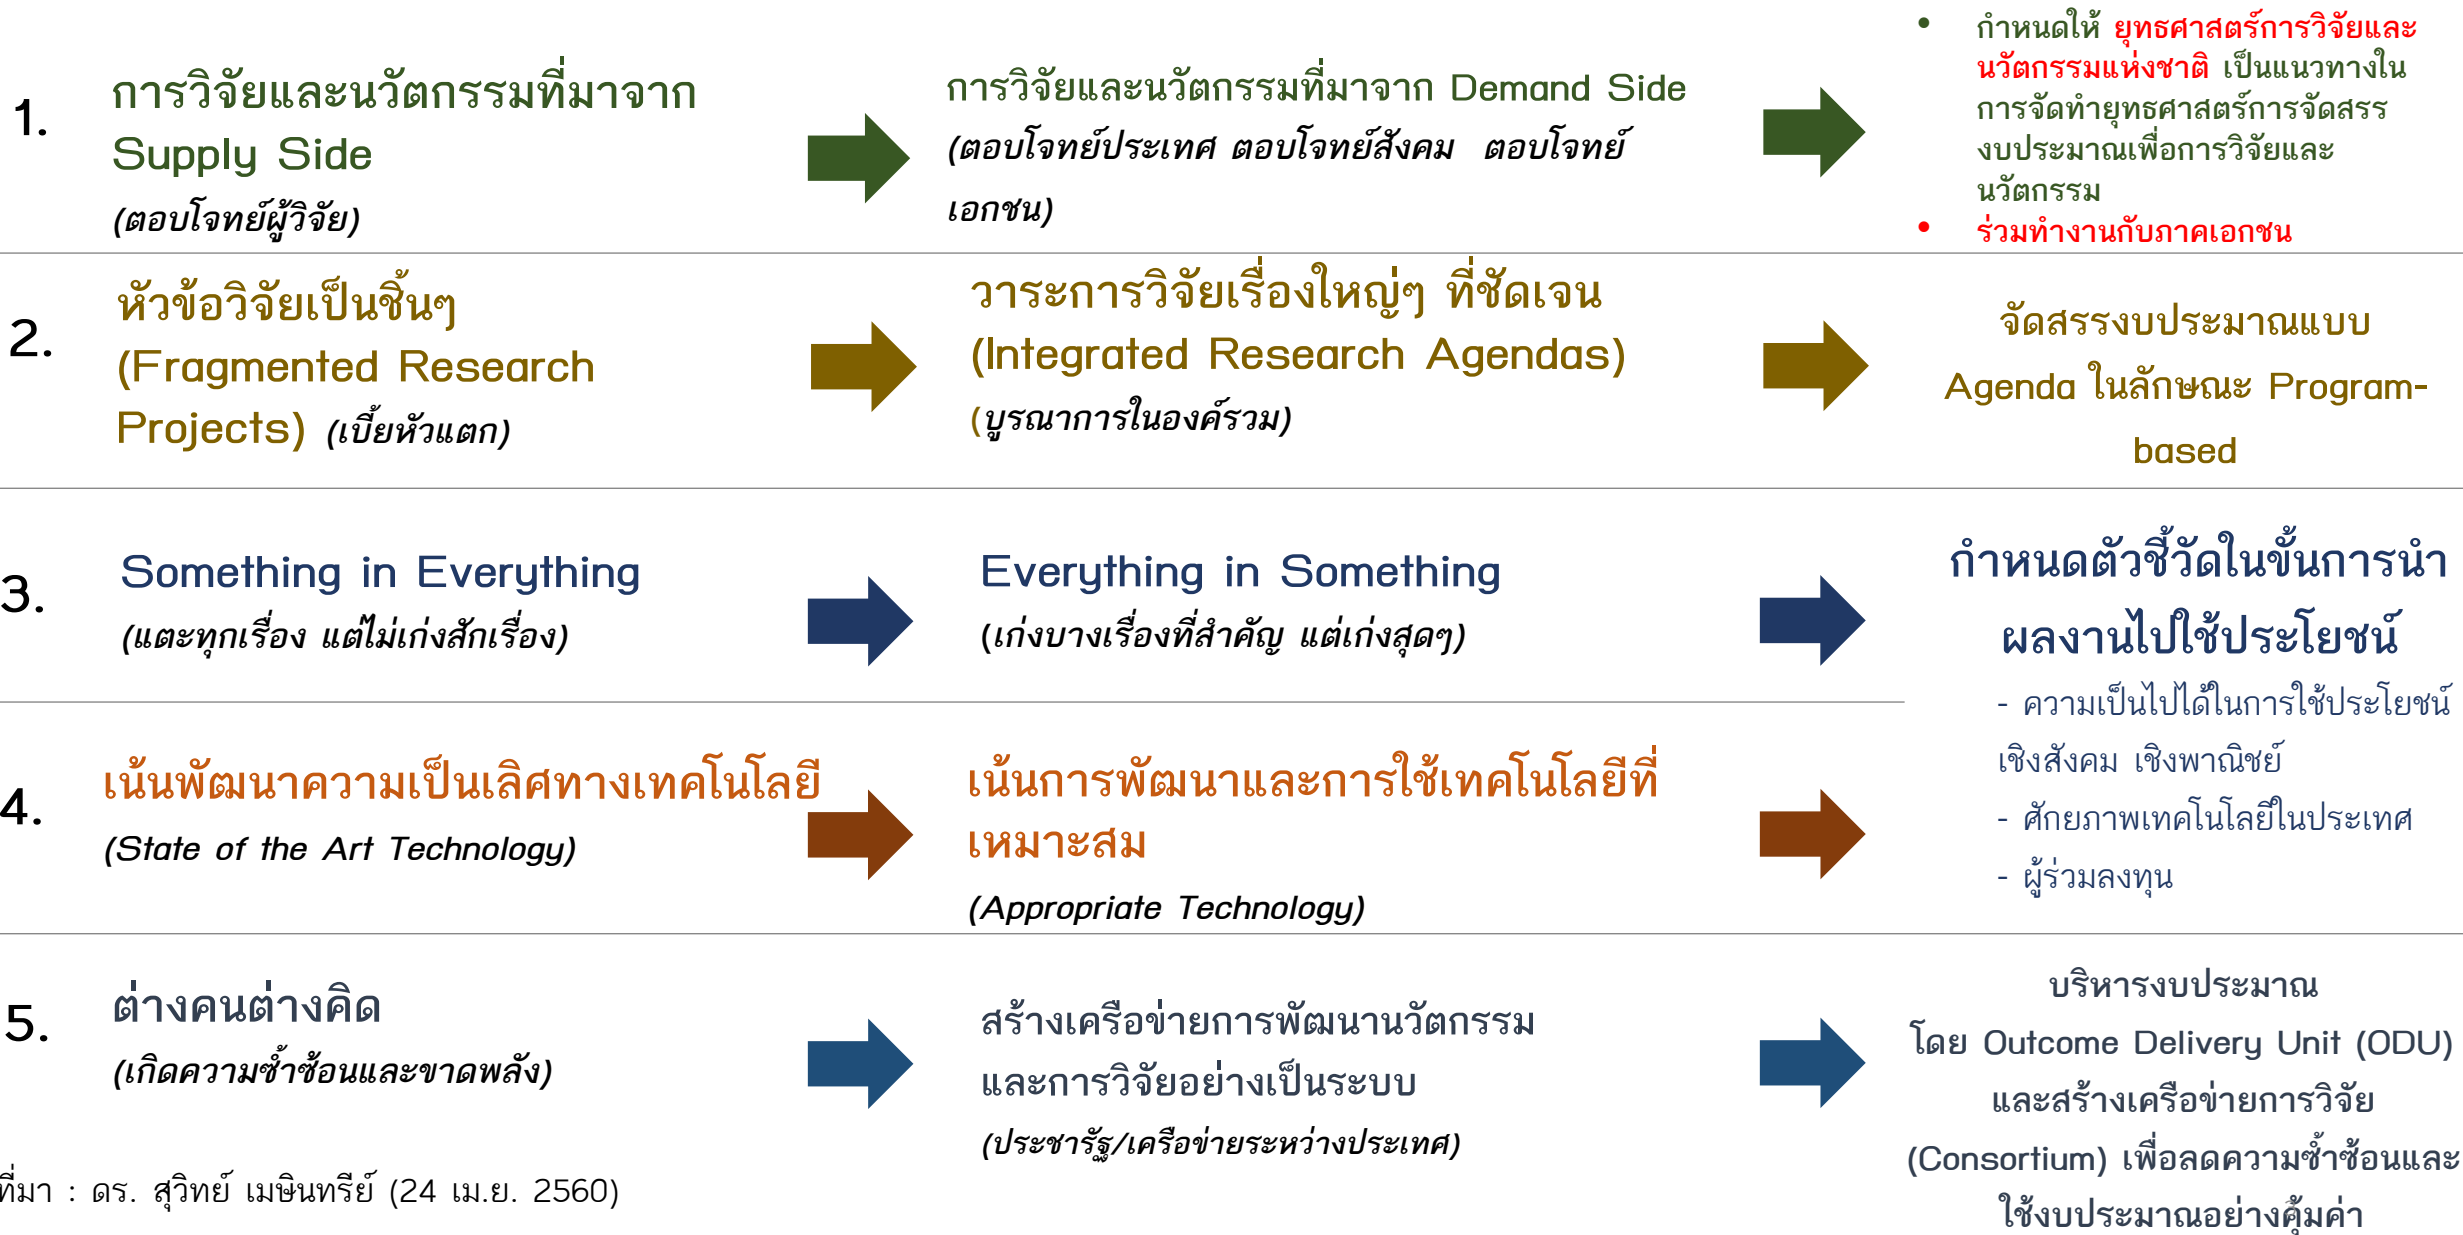 1.
การวิจัยและนวัตกรรมที่มาจาก
Supply Side
(ตอบโจทย์ผู้วิจัย)
การวิจัยและนวัตกรรมที่มาจาก Demand Side
(ตอบโจทย์ประเทศ ตอบโจทย์สังคม ตอบโจทย์
เอกชน)
• กำหนดให้ ยุทธศาสตร์การวิจัยและ
นวัตกรรมแห่งชาติ เป็นแนวทางใน
การจัดทำยุทธศาสตร์การจัดสรร
งบประมาณเพื่อการวิจัยและ
นวัตกรรม
• ร่วมทำงานกับภาคเอกชน
2.
หัวข้อวิจัยเป็นชิ้นๆ
(Fragmented Research
Projects) (เบี้ยหัวแตก)
วาระการวิจัยเรื่องใหญ่ๆ ที่ชัดเจน
(Integrated Research Agendas)
(บูรณาการในองค์รวม)
จัดสรรงบประมาณแบบ
Agenda ในลักษณะ Program-
based
3.
Something in Everything
(แตะทุกเรื่อง แต่ไม่เก่งสักเรื่อง)
Everything in Something
(เก่งบางเรื่องที่สำคัญ แต่เก่งสุดๆ)
กำหนดตัวชี้วัดในขั้นการนำ
ผลงานไปใช้ประโยชน์
- ความเป็นไปได้ในการใช้ประโยชน์
เชิงสังคม เชิงพาณิชย์
- ศักยภาพเทคโนโลยีในประเทศ
- ผู้ร่วมลงทุน
4.
เน้นพัฒนาความเป็นเลิศทางเทคโนโลยี
(State of the Art Technology)
เน้นการพัฒนาและการใช้เทคโนโลยีที่
เหมาะสม
(Appropriate Technology)
5.
ต่างคนต่างคิด
(เกิดความซ้ำซ้อนและขาดพลัง)
สร้างเครือข่ายการพัฒนานวัตกรรม
และการวิจัยอย่างเป็นระบบ
(ประชารัฐ/เครือข่ายระหว่างประเทศ)
บริหารงบประมาณ
โดย Outcome Delivery Unit (ODU)
และสร้างเครือข่ายการวิจัย
(Consortium) เพื่อลดความซ้ำซ้อนและ
ใช้งบประมาณอย่างคุ้มค่า
ที่มา : ดร. สุวิทย์ เมษินทรีย์ (24 เม.ย. 2560)